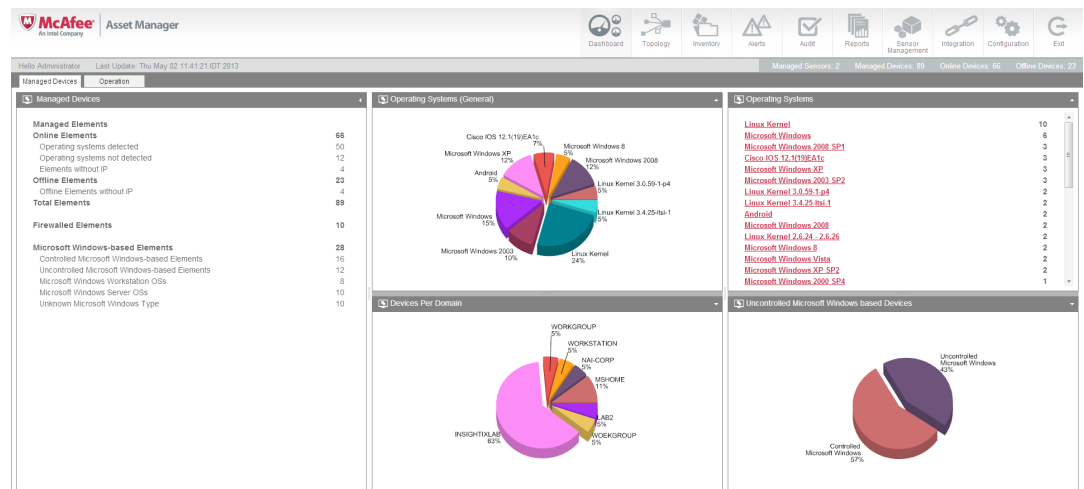 McAfee
An Intel Company
Asset Manager
Dashboard
Topology
Inventory
Alerts
Audit
Reports
Sensor
Management
Integration
Configuration
Exit
Hello Administrator Last Update: Thu May 02 11:41:21 IDT 2013
Managed Sensors: 2 Managed Devices: 89 Online Devices: 66 Offline Devices: 23
Managed Devices Operation
Managed Devices
Managed Elements
Online Elements 66
Operating systems detected 50
Operating systems not detected 12
Elements without IP 4
Offline Elements 23
Offline Elements without IP 4
Total Elements 89
Firewalled Elements 10
Microsoft Windows-based Elements 28
Controlled Microsoft Windows-based Elements 16
Uncontrolled Microsoft Windows-based Elements 12
Microsoft Windows Workstation OSs 8
Microsoft Windows Server OSs 10
Unknown Microsoft Windows Type 10
Operating Systems (General)
Cisco IOS 12.1(19)EA1c
7%
Microsoft Windows 8
5%
Microsoft Windows XP
12%
Microsoft Windows 2008
12%
Android
5%
Linux Kernel 3.0.59-1-p4
5%
Microsoft Windows
15%
Linux Kernel 3.4.25-ltsi-1
5%
Microsoft Windows 2003
10%
Linux Kernel
24%
Operating Systems
Linux Kernel 10
Microsoft Windows 6
Microsoft Windows 2008 SP1 3
Cisco IOS 12.1(19)EA1c 3
Microsoft Windows XP 3
Microsoft Windows 2003 SP2 3
Linux Kernel 3.0.59-1-p4 2
Linux Kernel 3.4.25-ltsi-1 2
Android 2
Microsoft Windows 2008 2
Linux Kernel 2.6.24 - 2.6.26 2
Microsoft Windows 8 2
Microsoft Windows Vista 2
Microsoft Windows XP SP2 2
Microsoft Windows 2000 SP4 1
Devices Per Domain
WORKGROUP
5%
WORKSTATION
5%
NAI-CORP
5%
MSHOME
11%
LAB2
5%
WOEKGROUP
5%
INSIGHTIXLAB
63%
Uncontrolled Microsoft Windows based Devices
Uncontrolled
Microsoft Windows
43%
Controlled
Microsoft Windows
57%